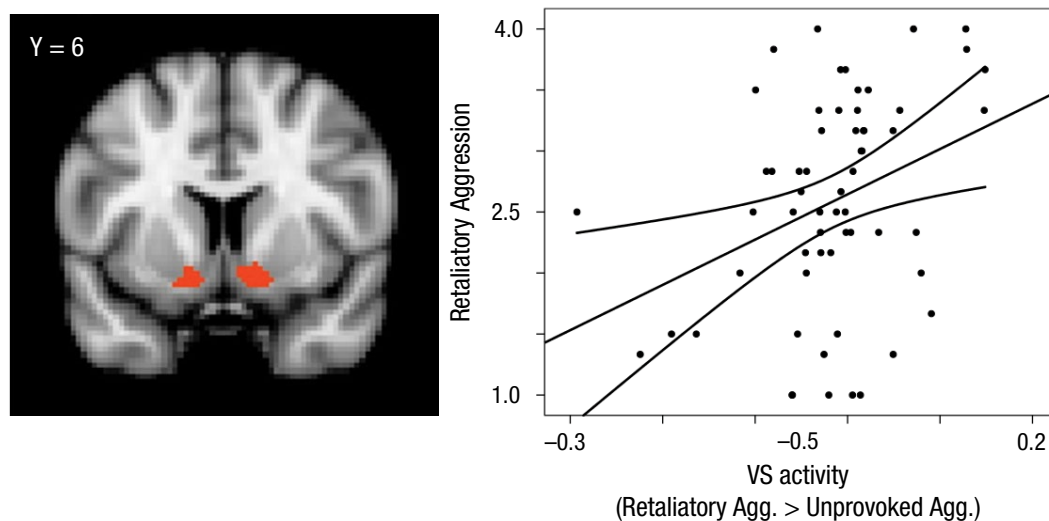 Y = 6
Retaliatory Aggression
4.0
2.5
1.0
–0.3
–0.5
0.2
VS activity
(Retaliatory Agg. > Unprovoked Agg.)